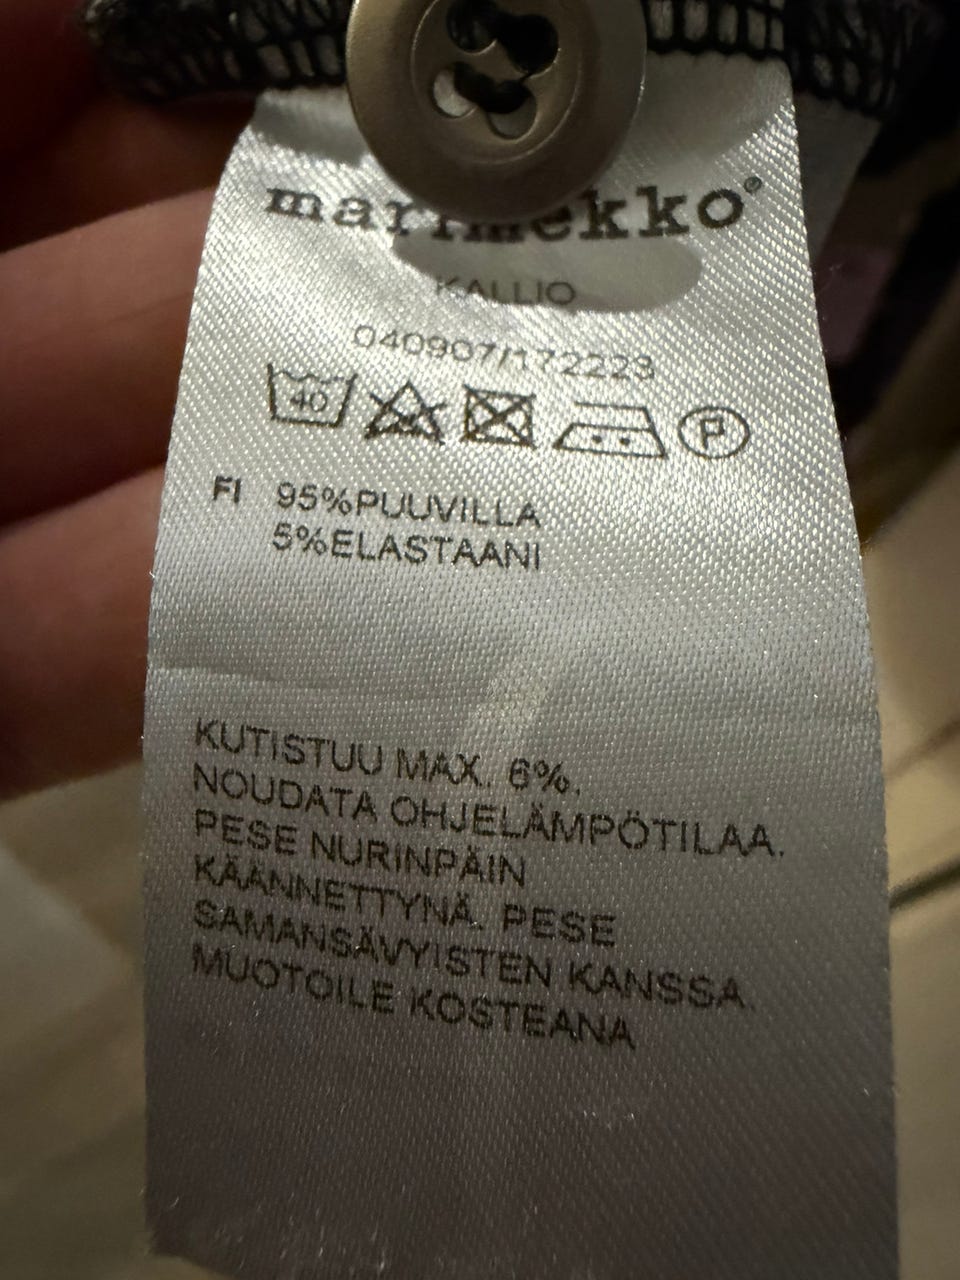 marimekko®
KALLIO
040907/172223
40 P
FI 95%PUUVILLA
5%ELASTAANI
KUTISTUU MAX. 6%.
NOUDATA OHJELÄMPÖTILAA.
PESE NURINPÄIN
KÄÄNNETTYNÄ. PESE
SAMANSÄVYISTEN KANSSA.
MUOTOILE KOSTEANA